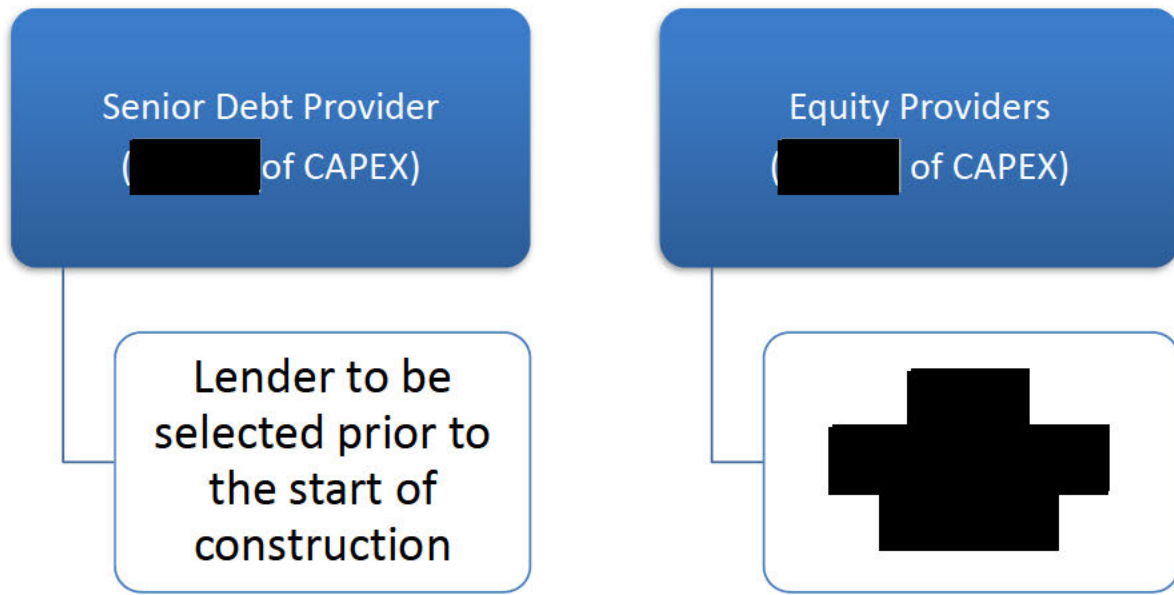 Senior Debt Provider
( of CAPEX)
Lender to be
selected prior to
the start of
construction
Equity Providers
( of CAPEX)